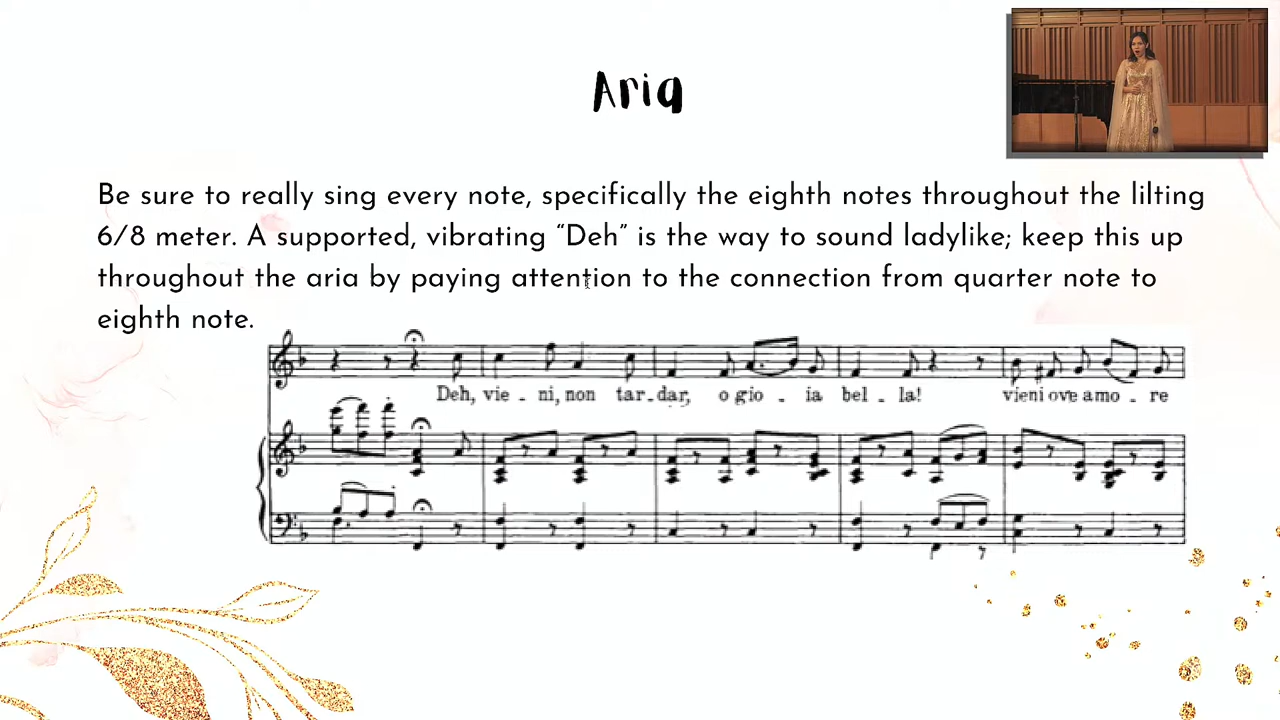 Aria
Be sure to really sing every note, specifically the eighth notes throughout the lilting
6/8 meter. A supported, vibrating “Deh” is the way to sound ladylike; keep this up
throughout the aria by paying attention to the connection from quarter note to
eighth note.
Deh, vie - ni, non tar-dar, o gio - ia bel - la! vieni ove amo - re